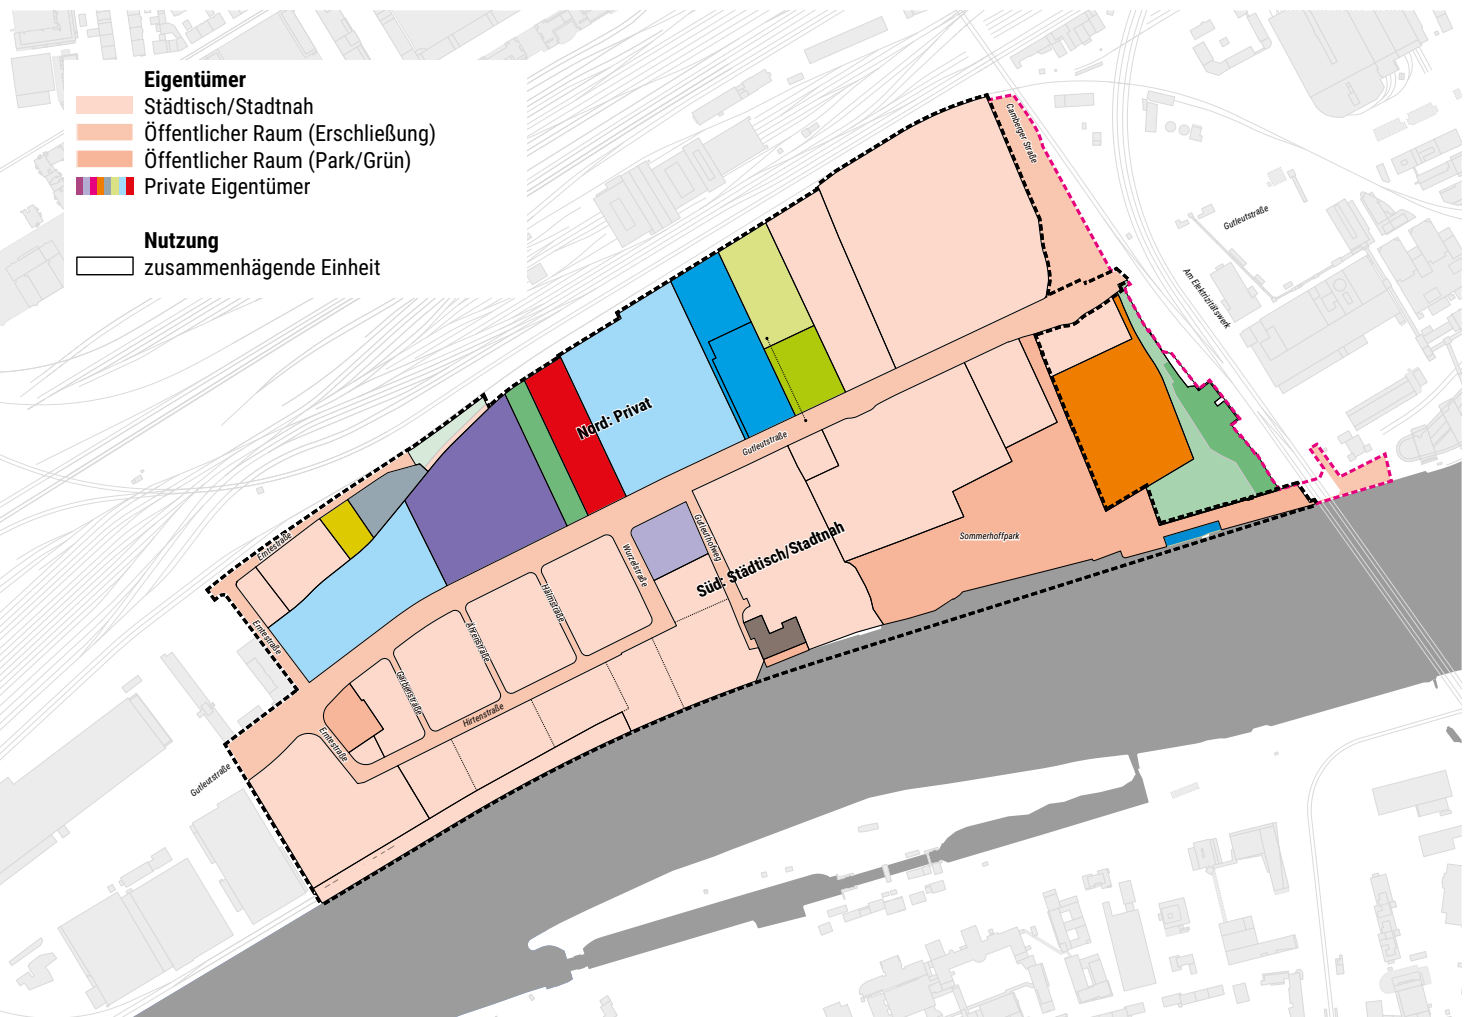 Eigentümer
Städtisch/Stadtnah
Öffentlicher Raum (Erschließung)
Öffentlicher Raum (Park/Grün)
Private Eigentümer
Nutzung
zusammenhägende Einheit
Camberger Straße
Gutleutstraße
Am Elektrizitätswerk
Nord: Privat
Gutleutstraße
Erntestraße
Gutleuthofweg
Wurzelstraße
Süd: Städtisch/Stadtnah
Sommerhoffpark
Halmstraße
Erntestraße
Ährenstraße
Garbenstraße
Hirtenstraße
Erntestraße
Gutleutstraße